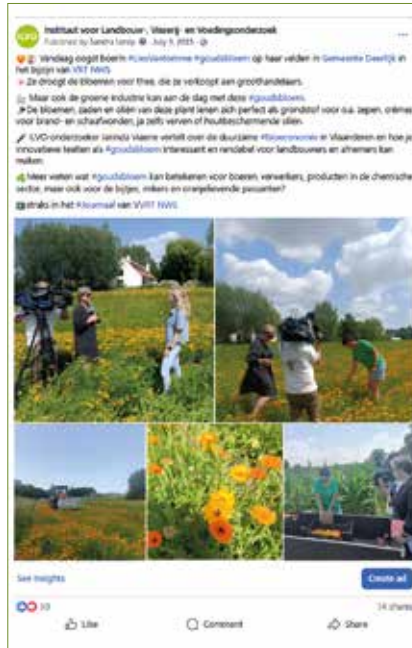 Instituut voor Landbouw-, Visserij- en Voedingsonderzoek
Published by Sandra · July 9,
Vandaag oogst boerin #LiesVantomme #goudsbloem op haar velden in Gemeente Deerlijk in
het bijzijn van VRT NWS
Ze droogt de bloemen voor thee, die ze verkoopt aan groothandelaars.
Maar ook de groene industrie kan aan de slag met deze #goudsbloem.
De bloemen, zaden en oliën van deze plant lenen zich perfect als grondstof voor o.a. zepen, crèmes
voor brand- en schaafwonden, ja zelfs verven of houtbeschermende oliën.
ILVO-onderzoeker vertelt over de duurzame #bioeconomie in Vlaanderen en hoe je
innovatieve teelten als #goudsbloem interessant en rendabel voor landbouwers en afnemers kan
maken.
Meer weten wat #goudsbloem kan betekenen voor boeren, verwerkers, producten in de chemische
sector, maar ook voor de bijtjes, imkers en passanten?
straks in het #Journaal van VRT NWS
See insights
Create ad
14 shares
Like
Comment
Share